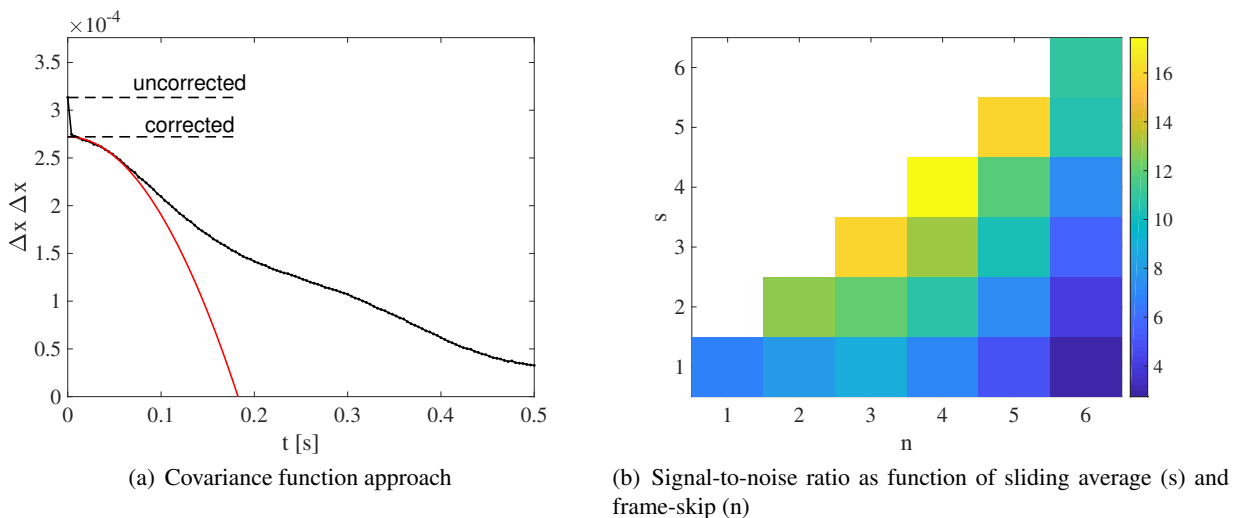 ×10⁻⁴
3.5
3
2.5
2
1.5
1
0.5
0
Δx Δx
uncorrected
corrected
0 0.1 0.2 0.3 0.4 0.5
t [s]
(a) Covariance function approach
6
5
4
3
2
1
s
1 2 3 4 5 6
n
16
14
12
10
8
6
4
(b) Signal-to-noise ratio as function of sliding average (s) and
frame-skip (n)